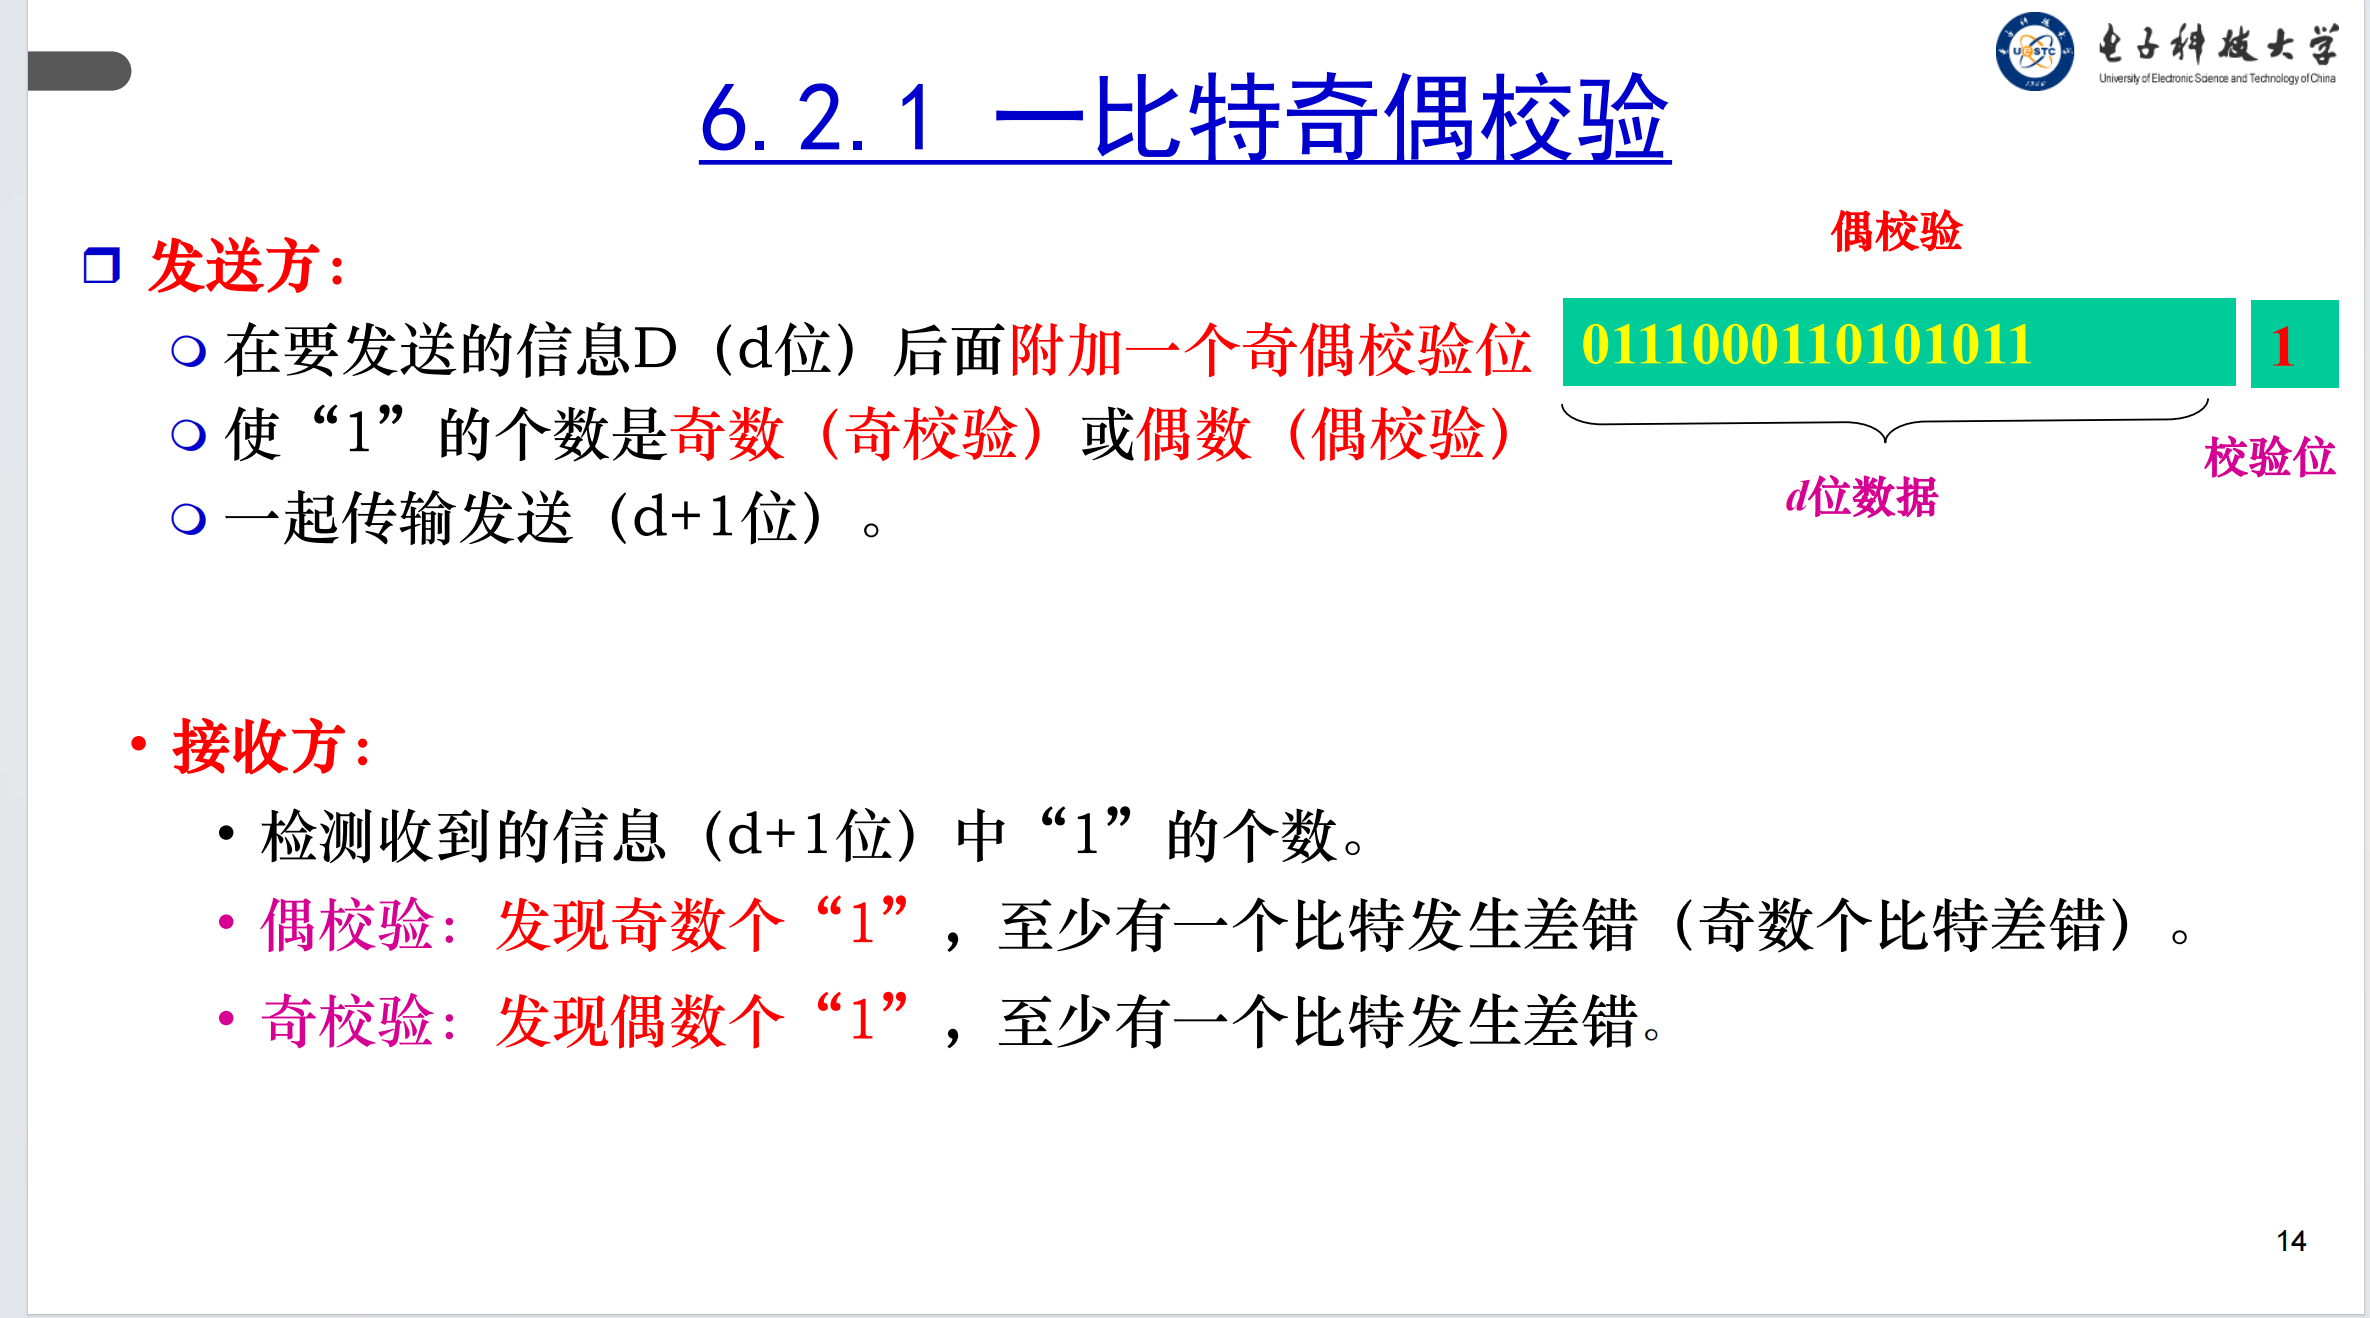 电子科技大学
University of Electronic Science and Technology of China
UESTC
1956
6.2.1 一比特奇偶校验
发送方：
在要发送的信息D（d位）后面附加一个奇偶校验位
使“1”的个数是奇数（奇校验）或偶数（偶校验）
一起传输发送（d+1位）。
偶校验
0111000110101011
1
d位数据
校验位
接收方：
检测收到的信息（d+1位）中“1”的个数。
偶校验：发现奇数个“1”，至少有一个比特发生差错（奇数个比特差错）。
奇校验：发现偶数个“1”，至少有一个比特发生差错。
14